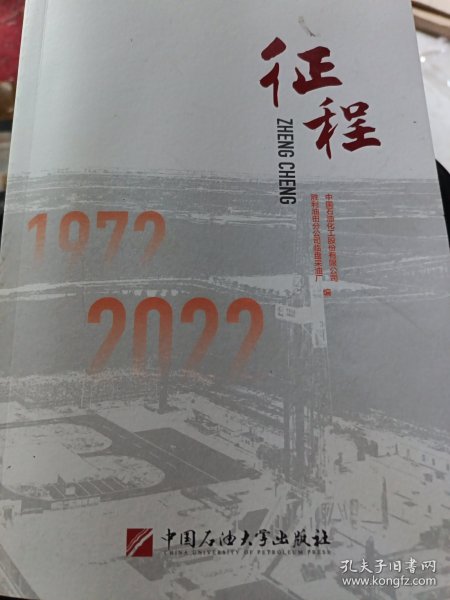 征程
ZHENG CHENG
中国石油化工股份有限公司
胜利油田分公司临盘采油厂
编
1972
2022
中国石油大学出版社
CHINA UNIVERSITY OF PETROLEUM PRESS
孔夫子旧书网
www.kongfz.com